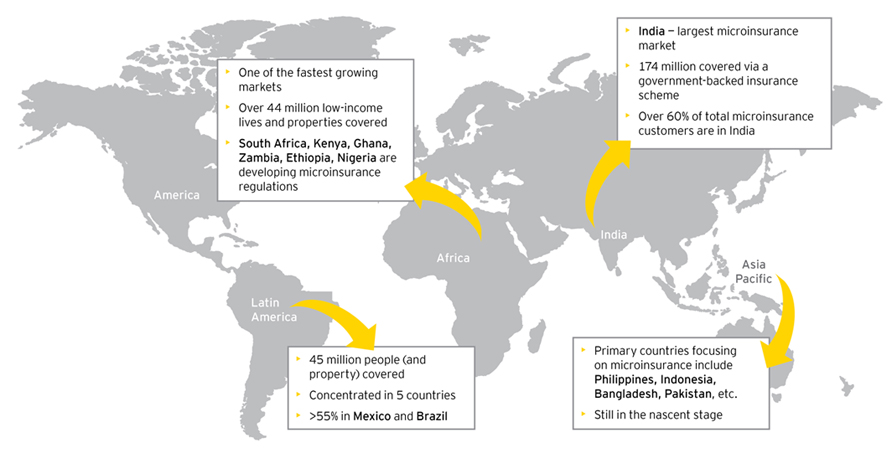 India – largest microinsurance
market
174 million covered via a
government-backed insurance
scheme
Over 60% of total microinsurance
customers are in India
One of the fastest growing
markets
Over 44 million low-income
lives and properties covered
South Africa, Kenya, Ghana,
Zambia, Ethiopia, Nigeria are
developing microinsurance
regulations
America
India
Africa
Asia
Pacific
Latin
America
45 million people (and
property) covered
Concentrated in 5 countries
>55% in Mexico and Brazil
Primary countries focusing
on microinsurance include
Philippines, Indonesia,
Bangladesh, Pakistan, etc.
Still in the nascent stage